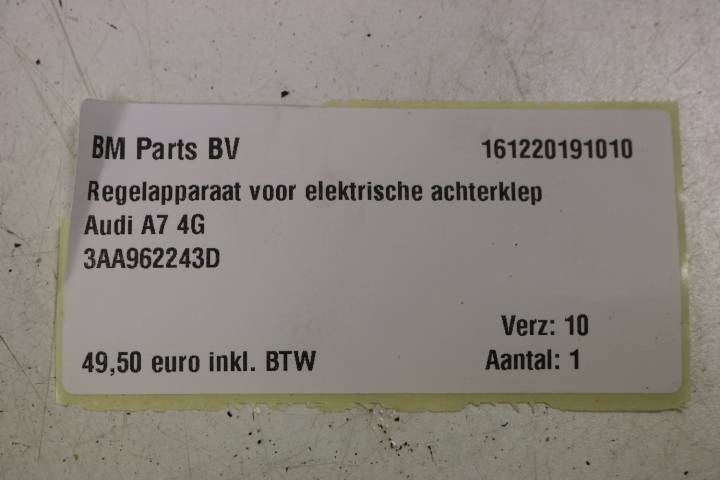 BM Parts BV 161220191010
Regelapparaat voor elektrische achterklep
Audi A7 4G
3AA962243D
Verz: 10
49,50 euro inkl. BTW Aantal: 1